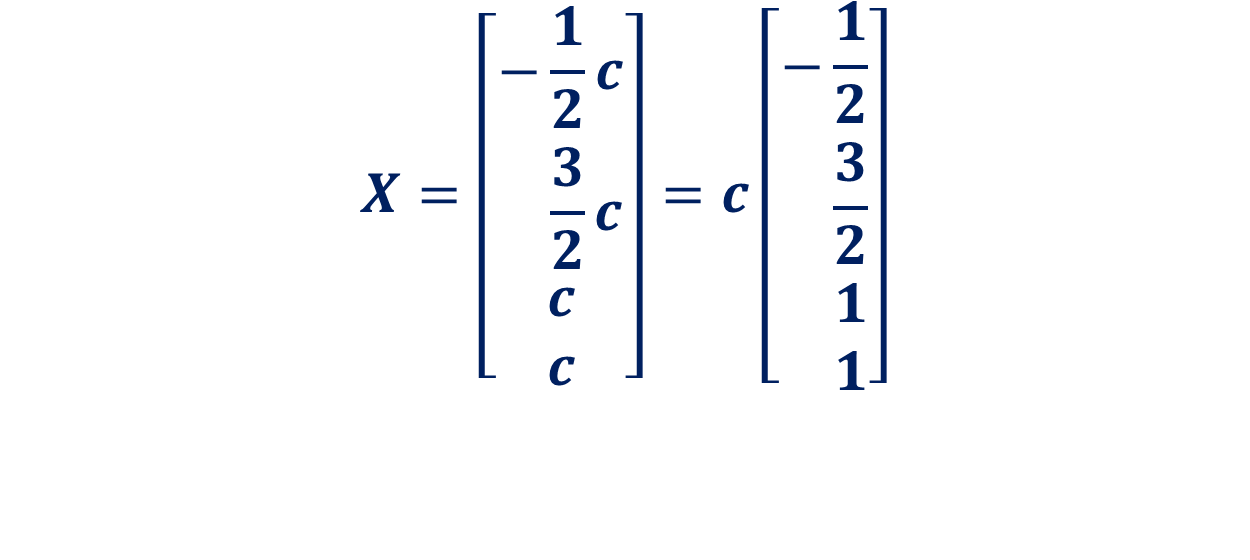 X = [ -1/2 c
3/2 c
c
c ] = c [ -1/2
3/2
1
1 ]